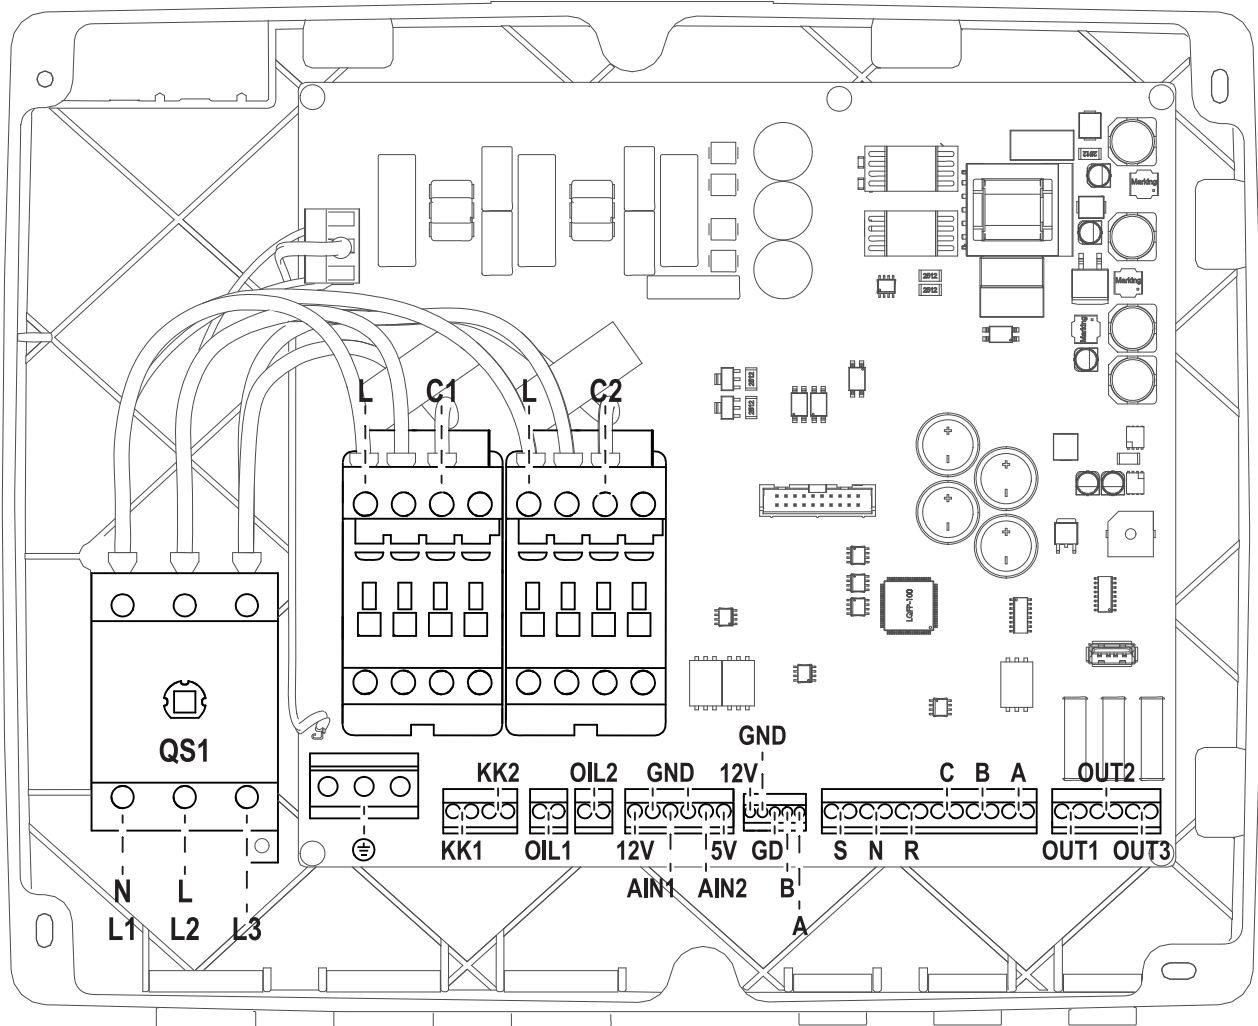 2512
Marking
2512
2512
Marking
Marking
2512
2512
L C1 L C2
LQFP-100
QS1
GND
KK2 OIL2 GND 12V C B A OUT2
KK1 OIL1 12V 5V GD S N R OUT1 OUT3
N L AIN1 AIN2 B
L1 L2 L3 A